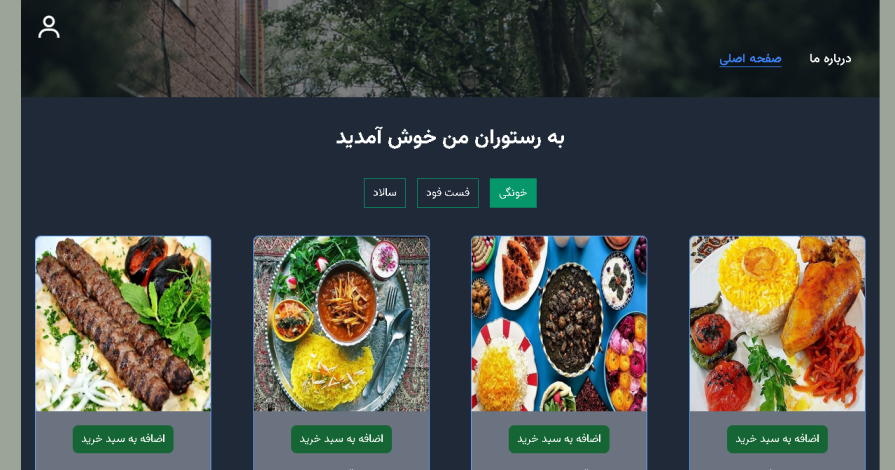 درباره ما
صفحه اصلی
به رستوران من خوش آمدید
خونگی
فست فود
سالاد
اضافه به سبد خرید
اضافه به سبد خرید
اضافه به سبد خرید
اضافه به سبد خرید